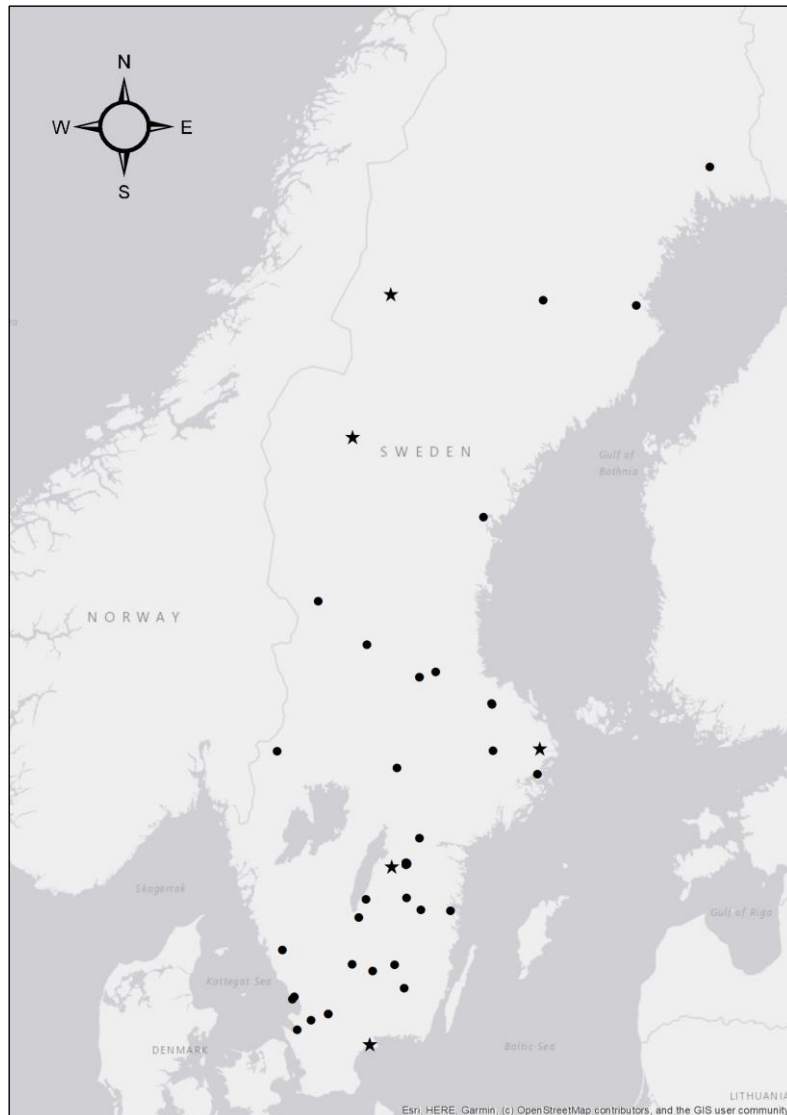 N
W E
S
a
SWEDEN
Gulf of
Bothnia
NORWAY
Skagerrak
Gulf of Riga
Kattegat Sea
DENMARK
Baltic Sea
LITHUANIA
Esri, HERE, Garmin, (c) OpenStreetMap contributors, and the GIS user community